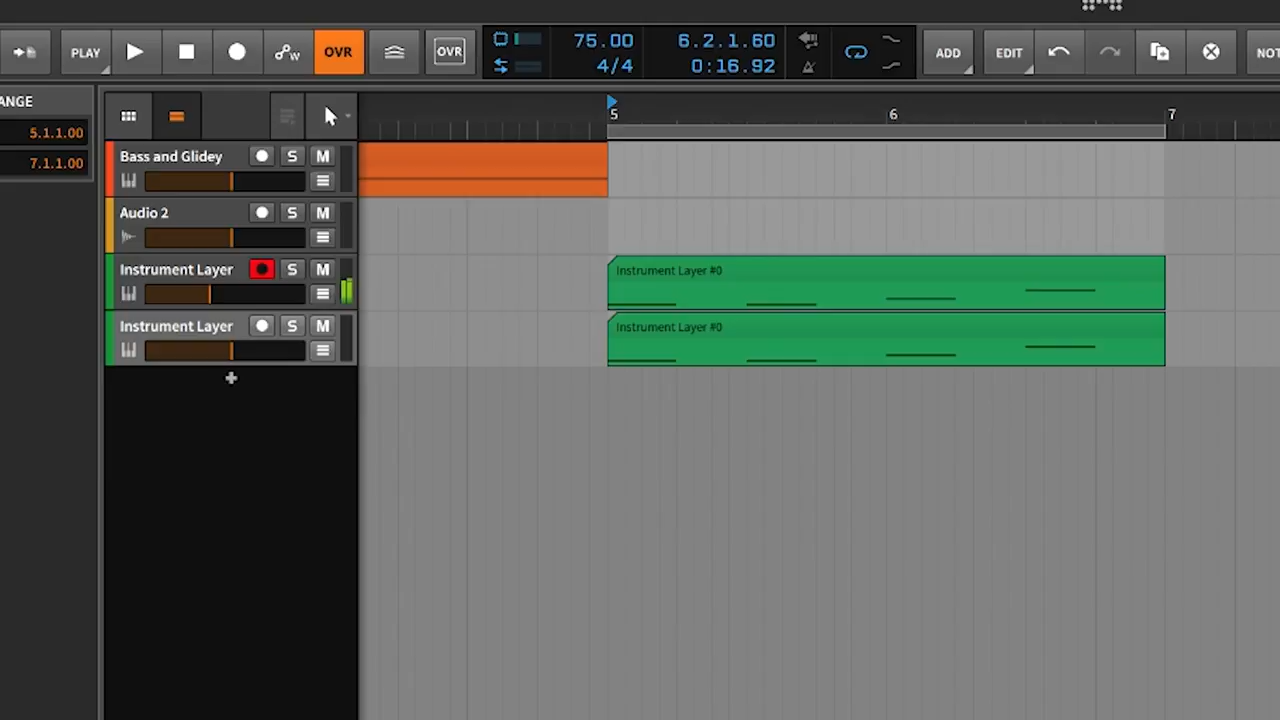 PLAY OVR OVR 75.00 6.2.1.60 ADD EDIT NOT
4/4 0:16.92
ANGE
5.1.1.00
7.1.1.00
5 6 7
Bass and Glidey S M
Audio 2 S M
Instrument Layer S M
Instrument Layer #0
Instrument Layer S M
Instrument Layer #0